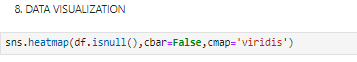 8. DATA VISUALIZATION
sns.heatmap(df.isnull(),cbar=False,cmap='viridis')